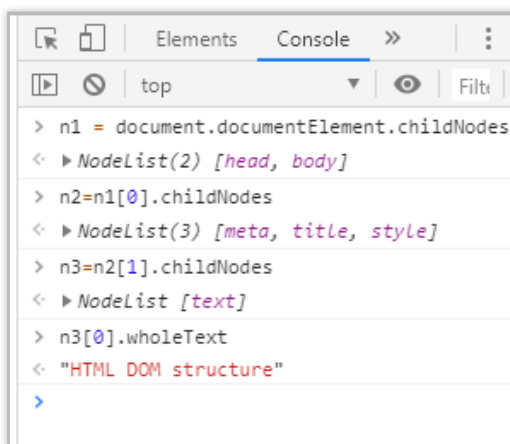 Elements Console »
top ▼ Filt
> n1 = document.documentElement.childNodes
<· ▶ NodeList(2) [head, body]
> n2=n1[0].childNodes
<· ▶ NodeList(3) [meta, title, style]
> n3=n2[1].childNodes
<· ▶ NodeList [text]
> n3[0].wholeText
<· "HTML DOM structure"
>